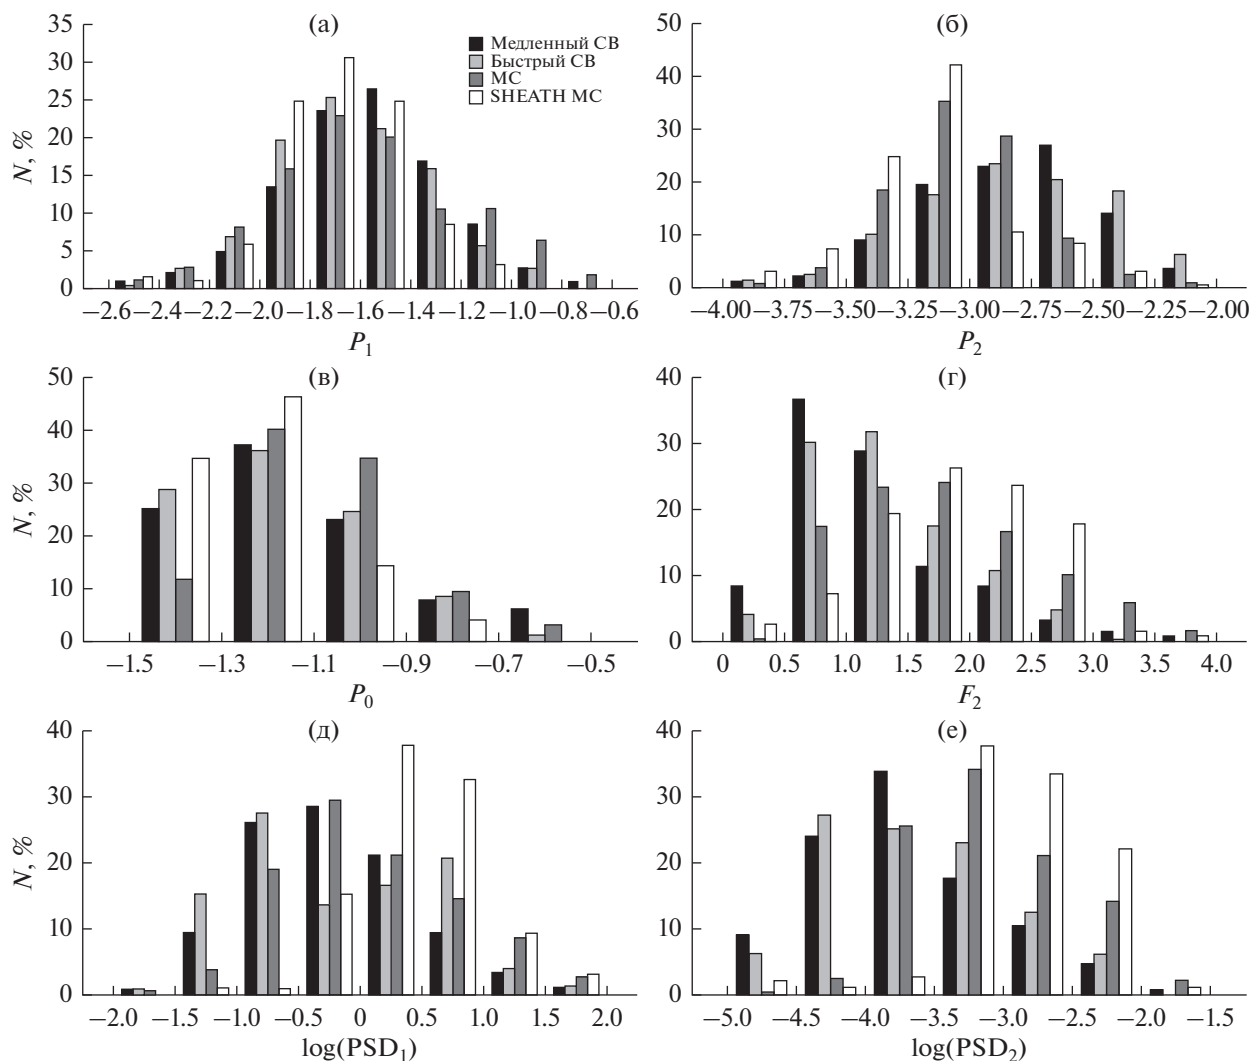 (а)
35
30
25
20
15
10
5
0
N, %
Медленный СВ
Быстрый СВ
МС
SHEATH МС
−2.6 −2.4 −2.2 −2.0 −1.8 −1.6 −1.4 −1.2 −1.0 −0.8 −0.6
P1
(б)
50
40
30
20
10
0
−4.00 −3.75 −3.50 −3.25 −3.00 −2.75 −2.50 −2.25 −2.00
P2
(в)
50
40
30
20
10
0
N, %
−1.5 −1.3 −1.1 −0.9 −0.7 −0.5
P0
(г)
40
30
20
10
0
0 0.5 1.0 1.5 2.0 2.5 3.0 3.5 4.0
F2
(д)
40
30
20
10
0
N, %
−2.0 −1.5 −1.0 −0.5 0 0.5 1.0 1.5 2.0
log(PSD1)
(е)
40
30
20
10
0
−5.0 −4.5 −4.0 −3.5 −3.0 −2.5 −2.0 −1.5
log(PSD2)